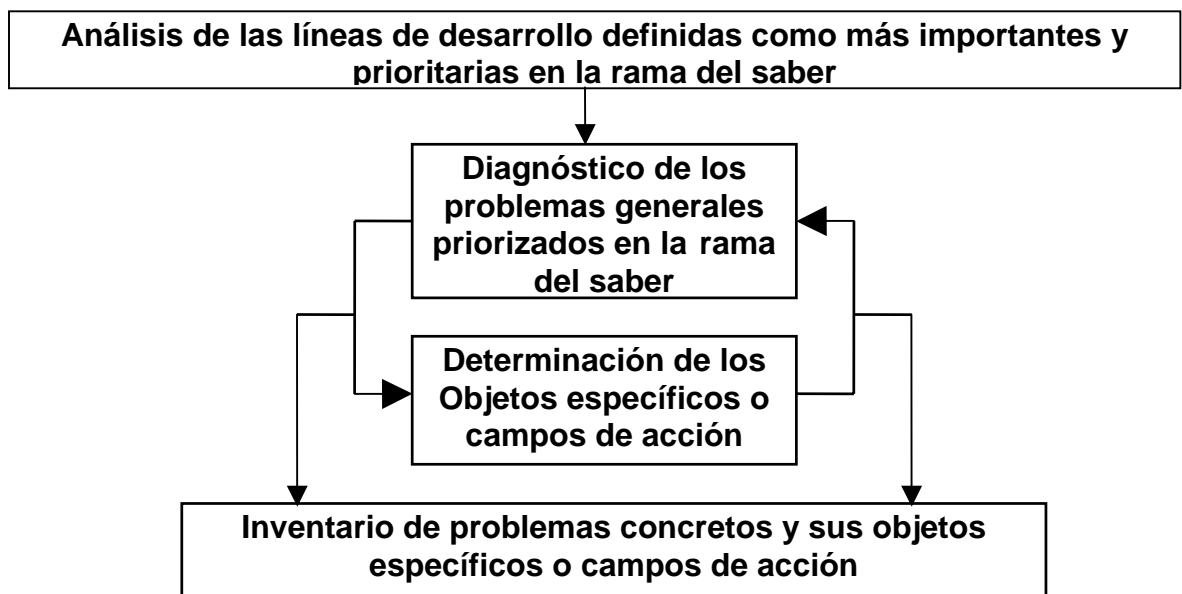 Análisis de las líneas de desarrollo definidas como más importantes y
prioritarias en la rama del saber
Diagnóstico de los
problemas generales
priorizados en la rama
del saber
Determinación de los
Objetos específicos o
campos de acción
Inventario de problemas concretos y sus objetos
específicos o campos de acción